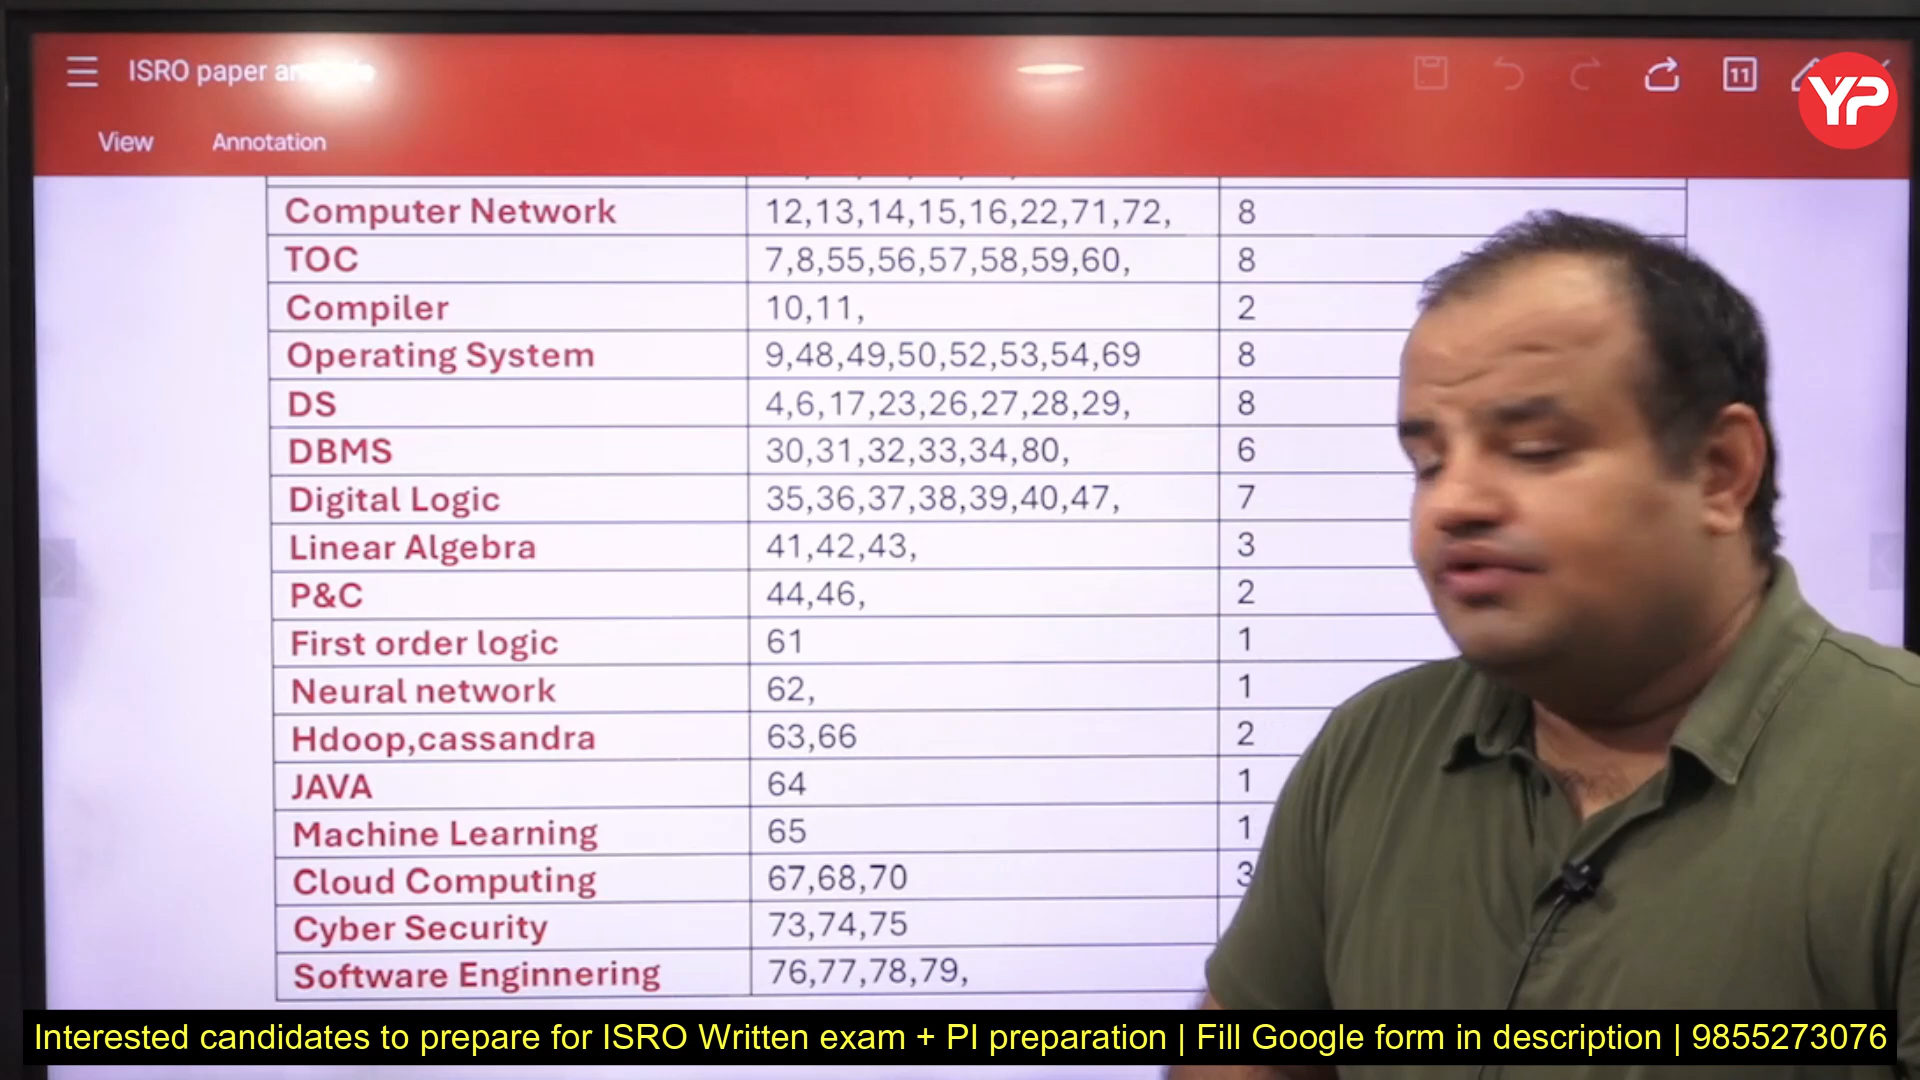 ISRO paper
11
YP
View Annotation
Computer Network 12,13,14,15,16,22,71,72, 8
TOC 7,8,55,56,57,58,59,60, 8
Compiler 10,11, 2
Operating System 9,48,49,50,52,53,54,69 8
DS 4,6,17,23,26,27,28,29, 8
DBMS 30,31,32,33,34,80, 6
Digital Logic 35,36,37,38,39,40,47, 7
Linear Algebra 41,42,43, 3
P&C 44,46, 2
First order logic 61 1
Neural network 62, 1
Hdoop,cassandra 63,66 2
JAVA 64 1
Machine Learning 65 1
Cloud Computing 67,68,70 3
Cyber Security 73,74,75
Software Enginnering 76,77,78,79,
Interested candidates to prepare for ISRO Written exam + PI preparation | Fill Google form in description | 9855273076